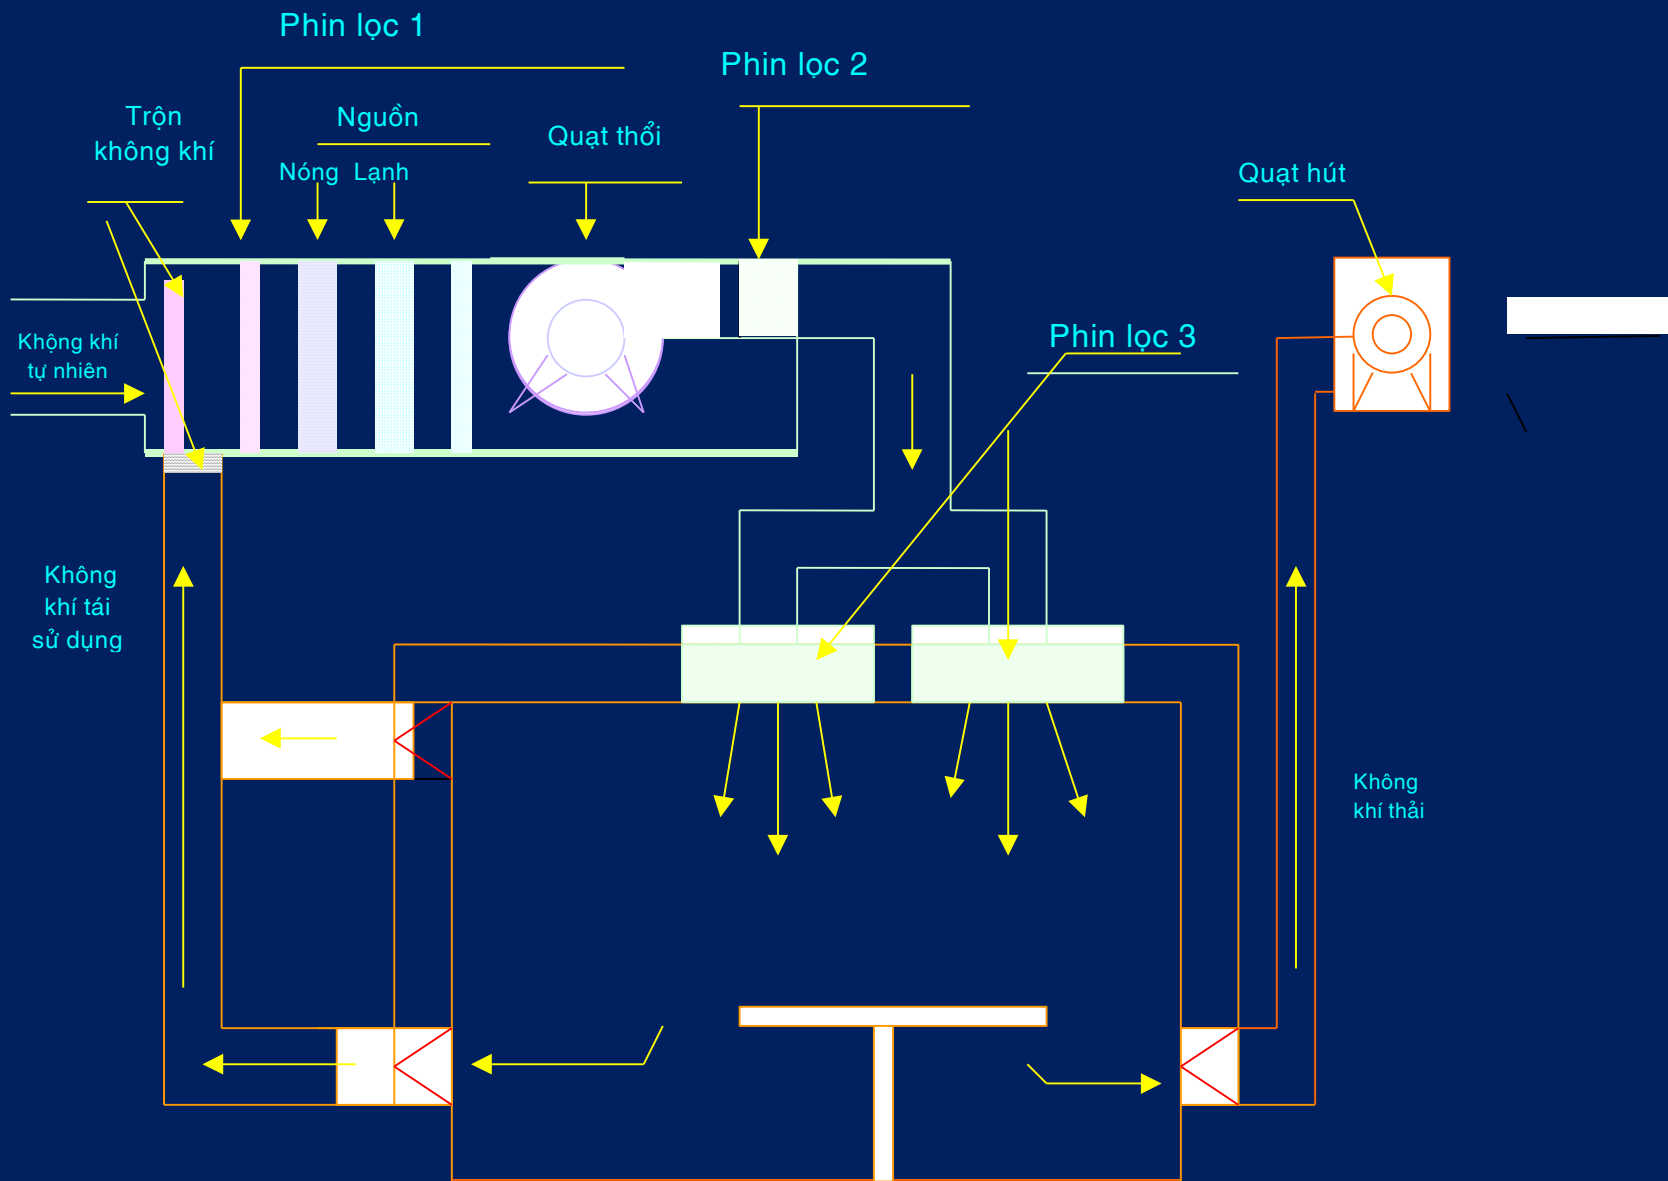 Phin lọc 1
Phin lọc 2
Trộn
không khí
Nguồn
Nóng Lạnh
Quạt thổi
Quạt hút
Khộng khí
tự nhiên
Phin lọc 3
Không
khí tái
sử dụng
Không
khí thải